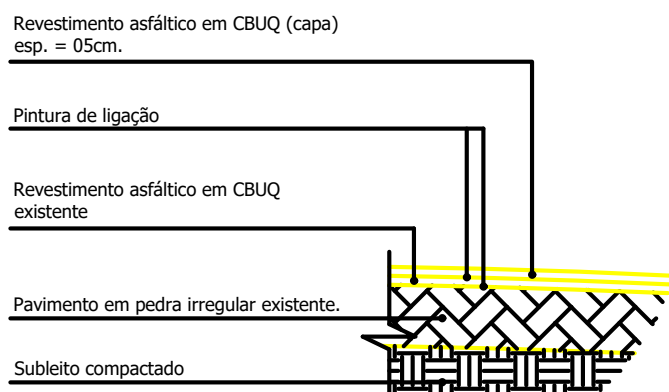 Revestimento asfáltico em CBUQ (capa)
esp. = 05cm.
Pintura de ligação
Revestimento asfáltico em CBUQ
existente
Pavimento em pedra irregular existente.
Subleito compactado